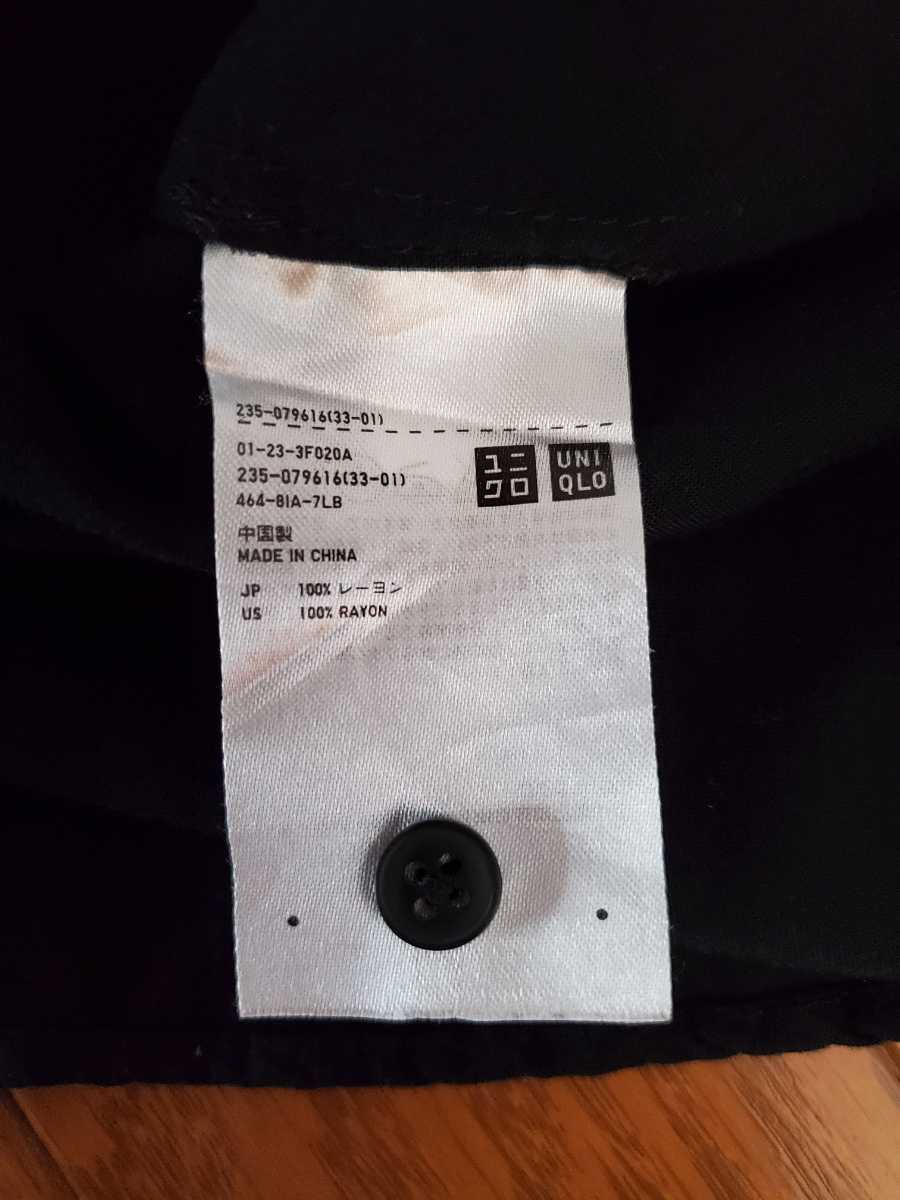 235-079616(33-01)
01-23-3F020A
235-079616(33-01)
464-81A-7LB
ユニ
クロ
UNI
QLO
中国製
MADE IN CHINA
JP 100% レーヨン
US 100% RAYON